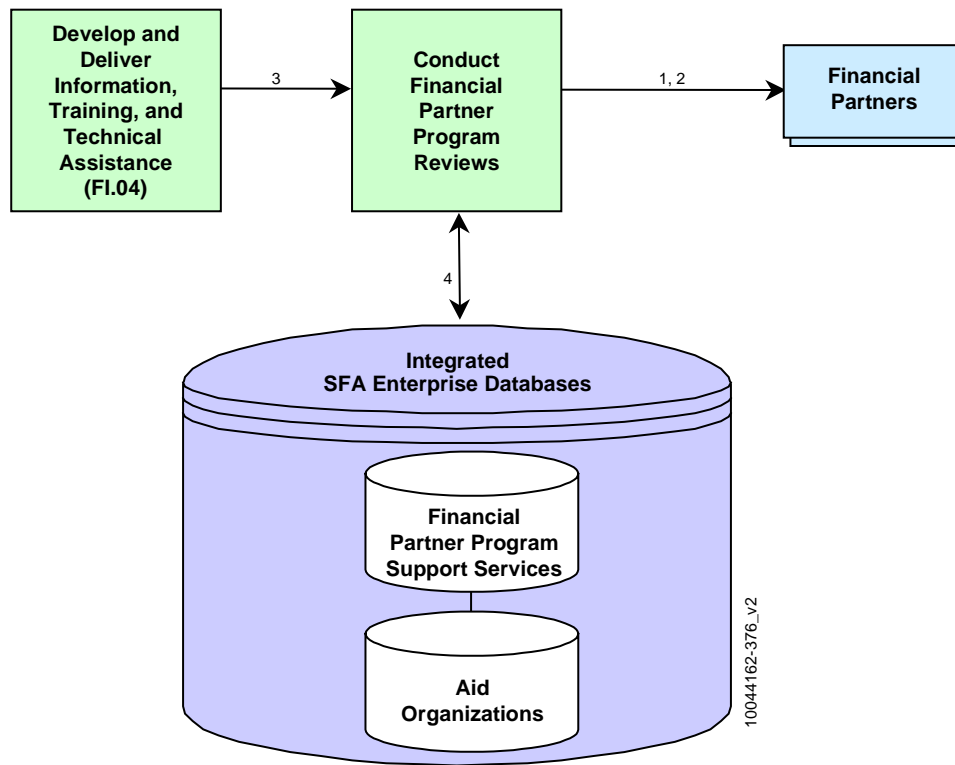 Develop and
Deliver
Information,
Training, and
Technical
Assistance
(FI.04)
3
Conduct
Financial
Partner
Program
Reviews
1, 2
Financial
Partners
4
Integrated
SFA Enterprise Databases
Financial
Partner Program
Support Services
Aid
Organizations
10044162-376_v2